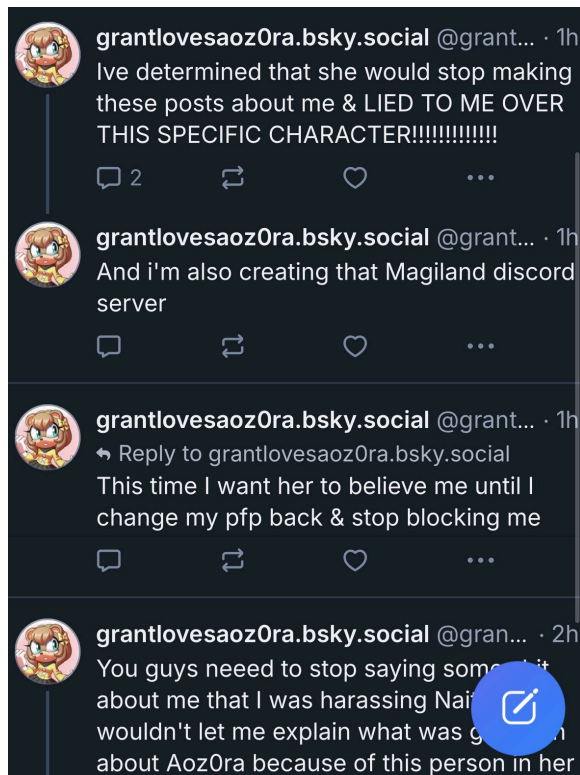 grantlovesaoz0ra.bsky.social @grant... · 1h
Ive determined that she would stop making
these posts about me & LIED TO ME OVER
THIS SPECIFIC CHARACTER!!!!!!!!!!!!!
2
grantlovesaoz0ra.bsky.social @grant... · 1h
And i'm also creating that Magiland discord
server
grantlovesaoz0ra.bsky.social @grant... · 1h
Reply to grantlovesaoz0ra.bsky.social
This time I want her to believe me until I
change my pfp back & stop blocking me
grantlovesaoz0ra.bsky.social @gran... · 2h
You guys neeed to stop saying
about me that I was harassing
wouldn't let me explain what was
about Aoz0ra because of this person in her